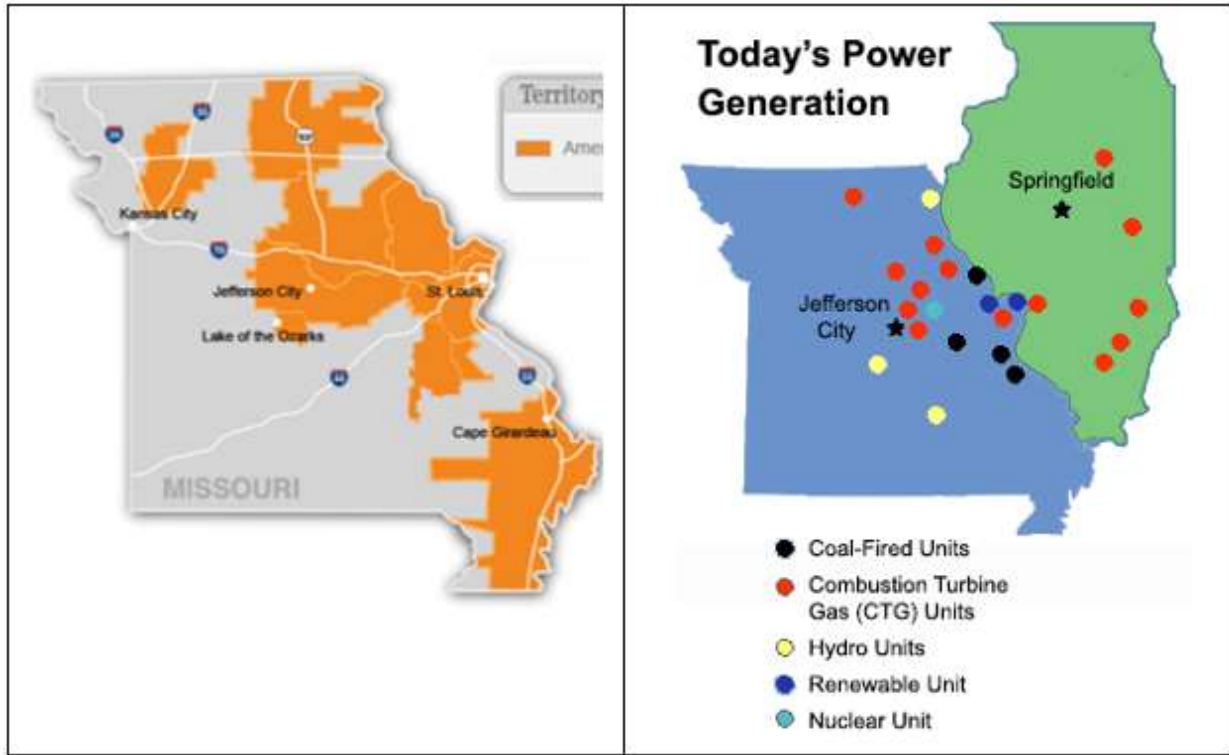 Territory
Kansas City
Jefferson City
St. Louis
Lake of the Ozarks
Cape Girardeau
MISSOURI
Today's Power
Generation
Springfield
Jefferson
City
Coal-Fired Units
Combustion Turbine
Gas (CTG) Units
Hydro Units
Renewable Unit
Nuclear Unit